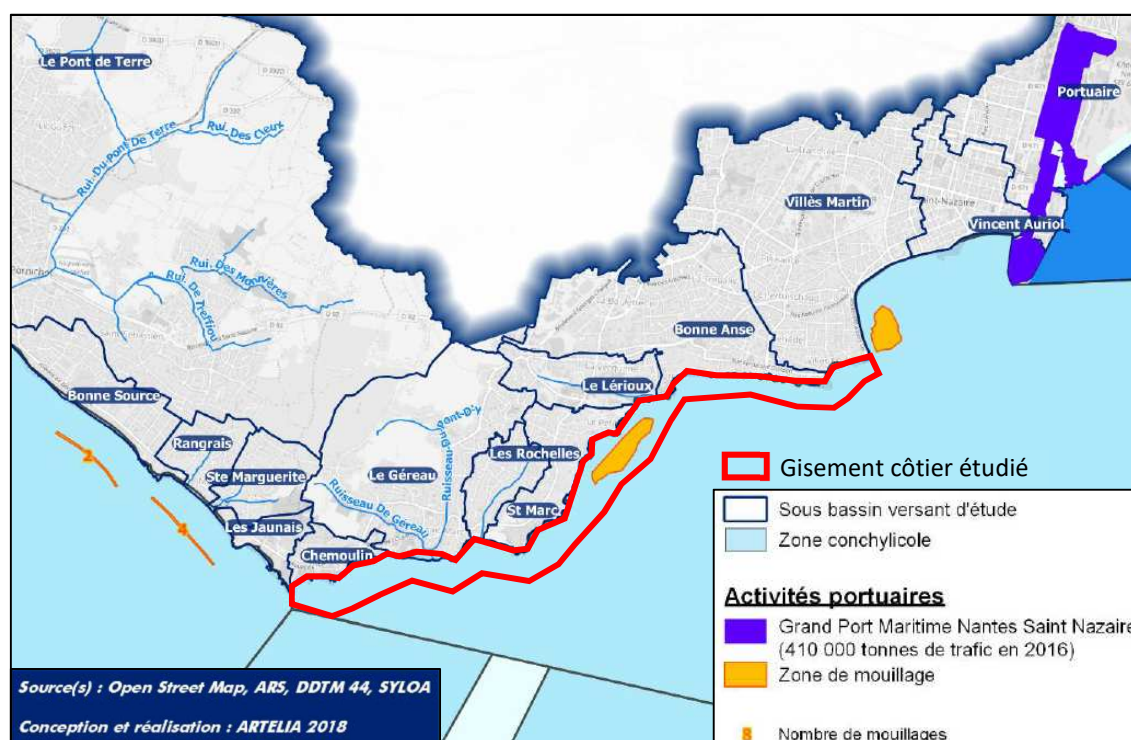 Le Pont de Terre
Rui. Des Cieux
Rui. Du Pont De Terre
Portuaire
Villès Martin
Vincent Auriol
Rui. Des Monvières
Rui. De Treffiou
Bonne Anse
Bonne Source
Le Lérioux
Rangrais
Les Rochelles
Ste Marguerite
Le Géreau
Ruisseau De Géreau
St Marc
Les Jaunais
Chemoulin
2
4
Gisement côtier étudié
Sous bassin versant d'étude
Zone conchylicole
Activités portuaires
Grand Port Maritime Nantes Saint Nazaire
(410 000 tonnes de trafic en 2016)
Zone de mouillage
8 Nombre de mouillages
Source(s) : Open Street Map, ARS, DDTM 44, SYLOA
Conception et réalisation : ARTELIA 2018